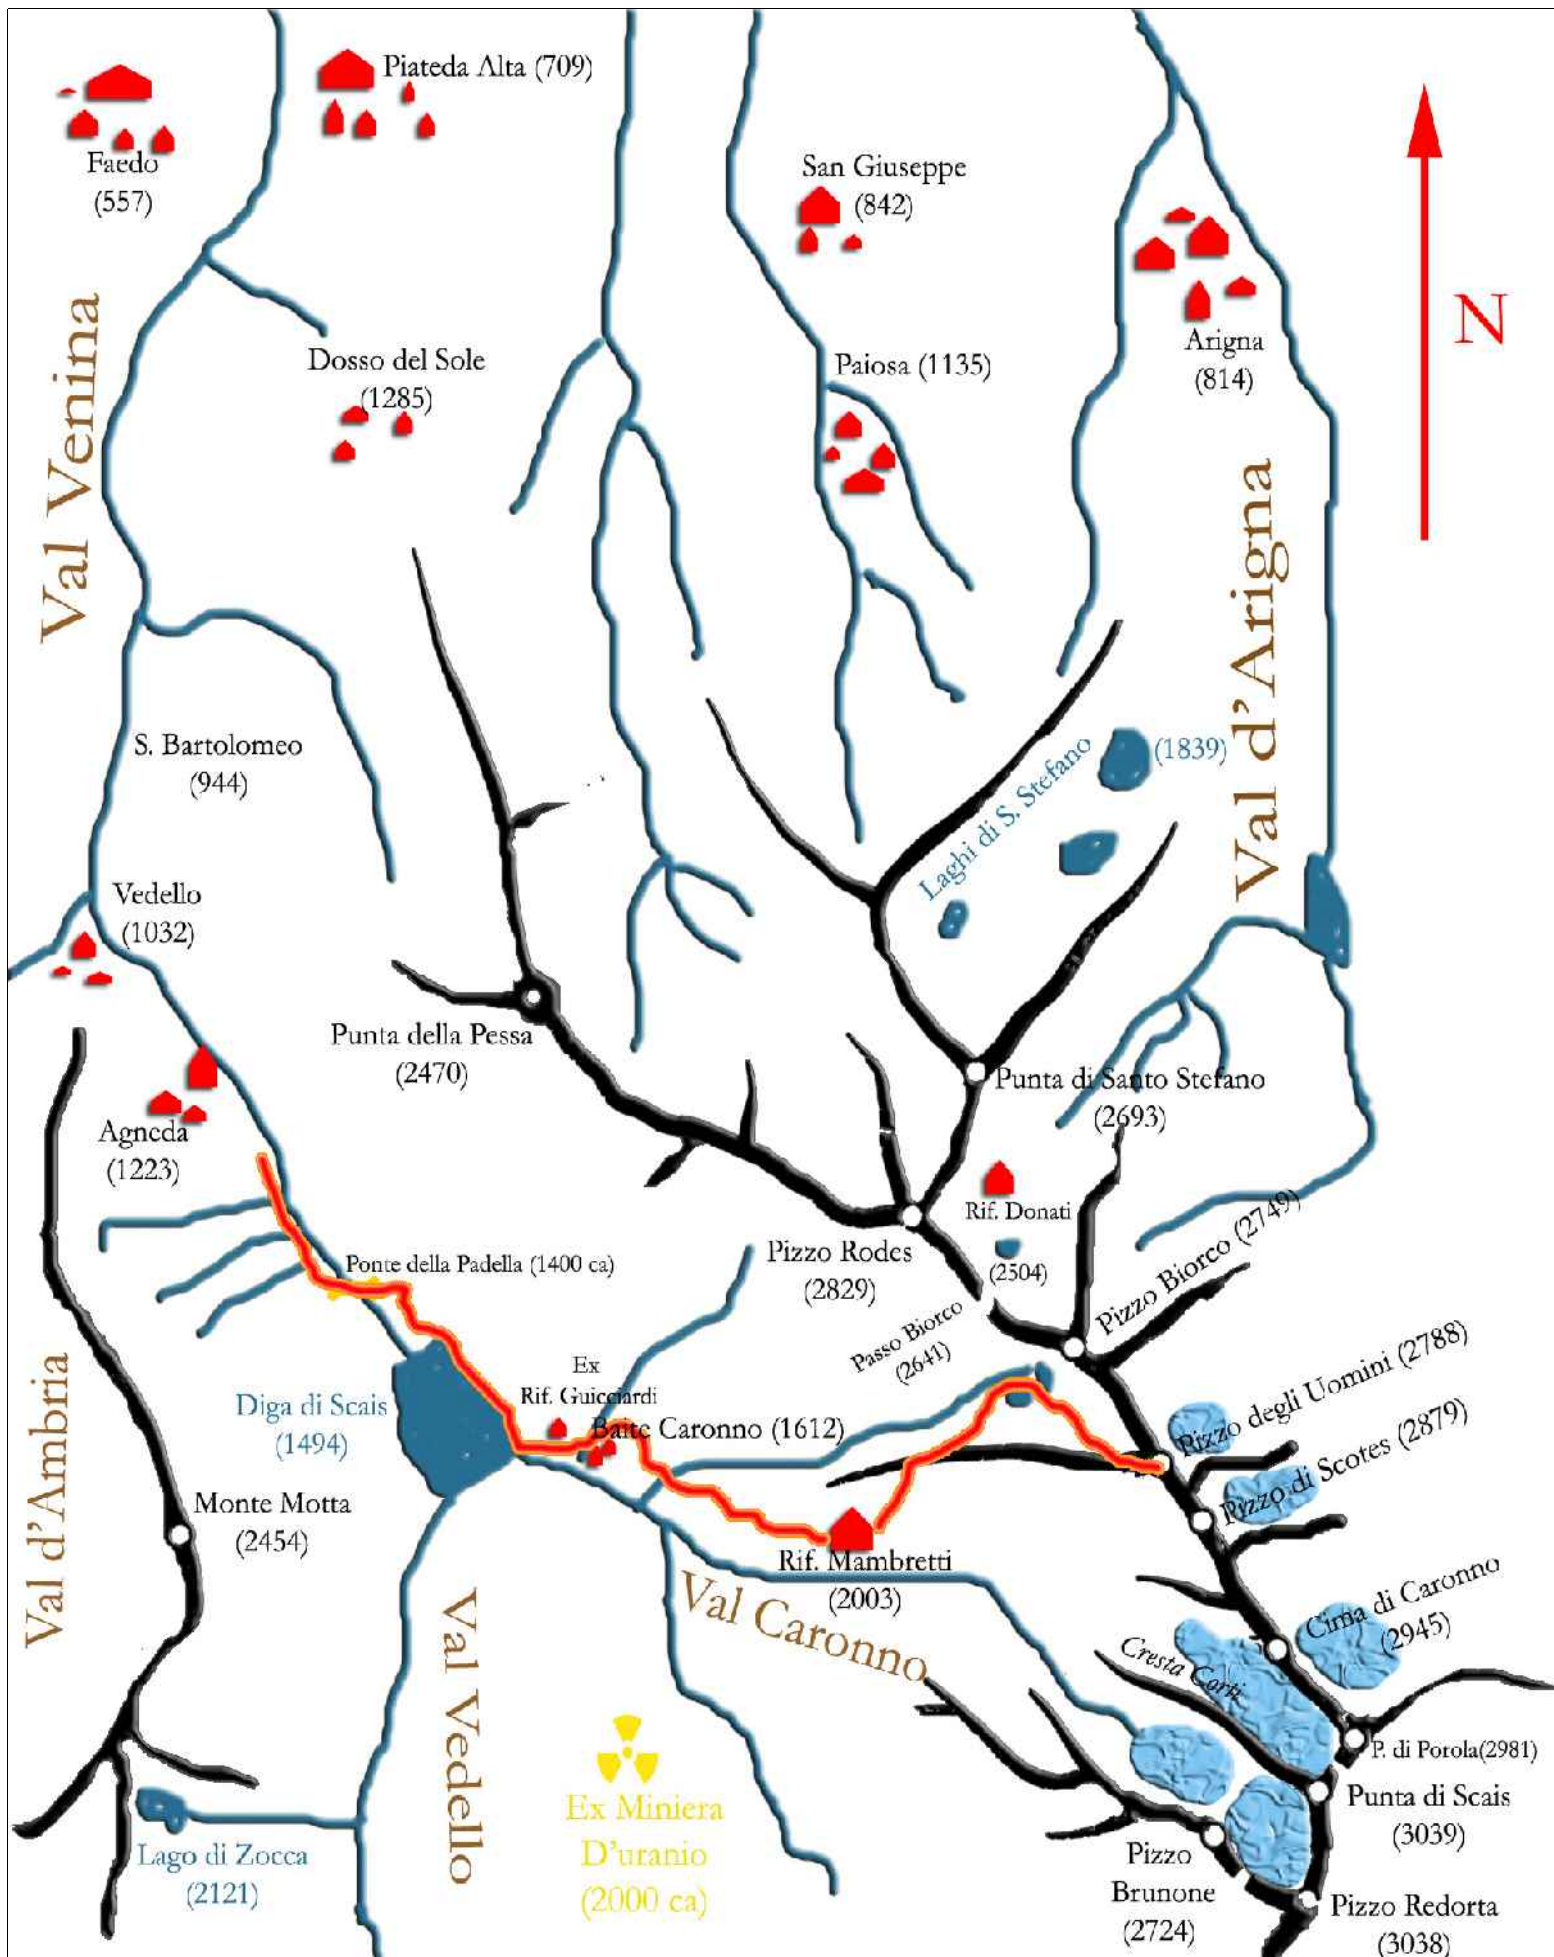 Piateda Alta (709)
Faedo
(557)
San Giuseppe
(842)
N
Arigna
(814)
Val Venina
Dosso del Sole
(1285)
Paiosa (1135)
Val d'Arigna
S. Bartolomeo
(944)
Laghi di S. Stefano
(1839)
Vedello
(1032)
Punta della Pessa
(2470)
Punta di Santo Stefano
(2693)
Agneda
(1223)
Rif. Donati
(2504)
Pizzo Rodes
(2829)
Pizzo Biorco (2749)
Ponte della Padella (1400 ca)
Passo Biorco
(2641)
Val d'Ambria
Diga di Scais
(1494)
Ex
Rif. Guicciardi
Baite Caronno (1612)
Pizzo degli Uomini (2788)
Pizzo di Scotes (2879)
Monte Motta
(2454)
Rif. Mambretti
(2003)
Val Vedello
Val Caronno
Cima di Caronno
(2945)
Cresta Corti
P. di Porola(2981)
Punta di Scais
(3039)
Ex Miniera
D'uranio
(2000 ca)
Lago di Zocca
(2121)
Pizzo
Brunone
(2724)
Pizzo Redorta
(3038)